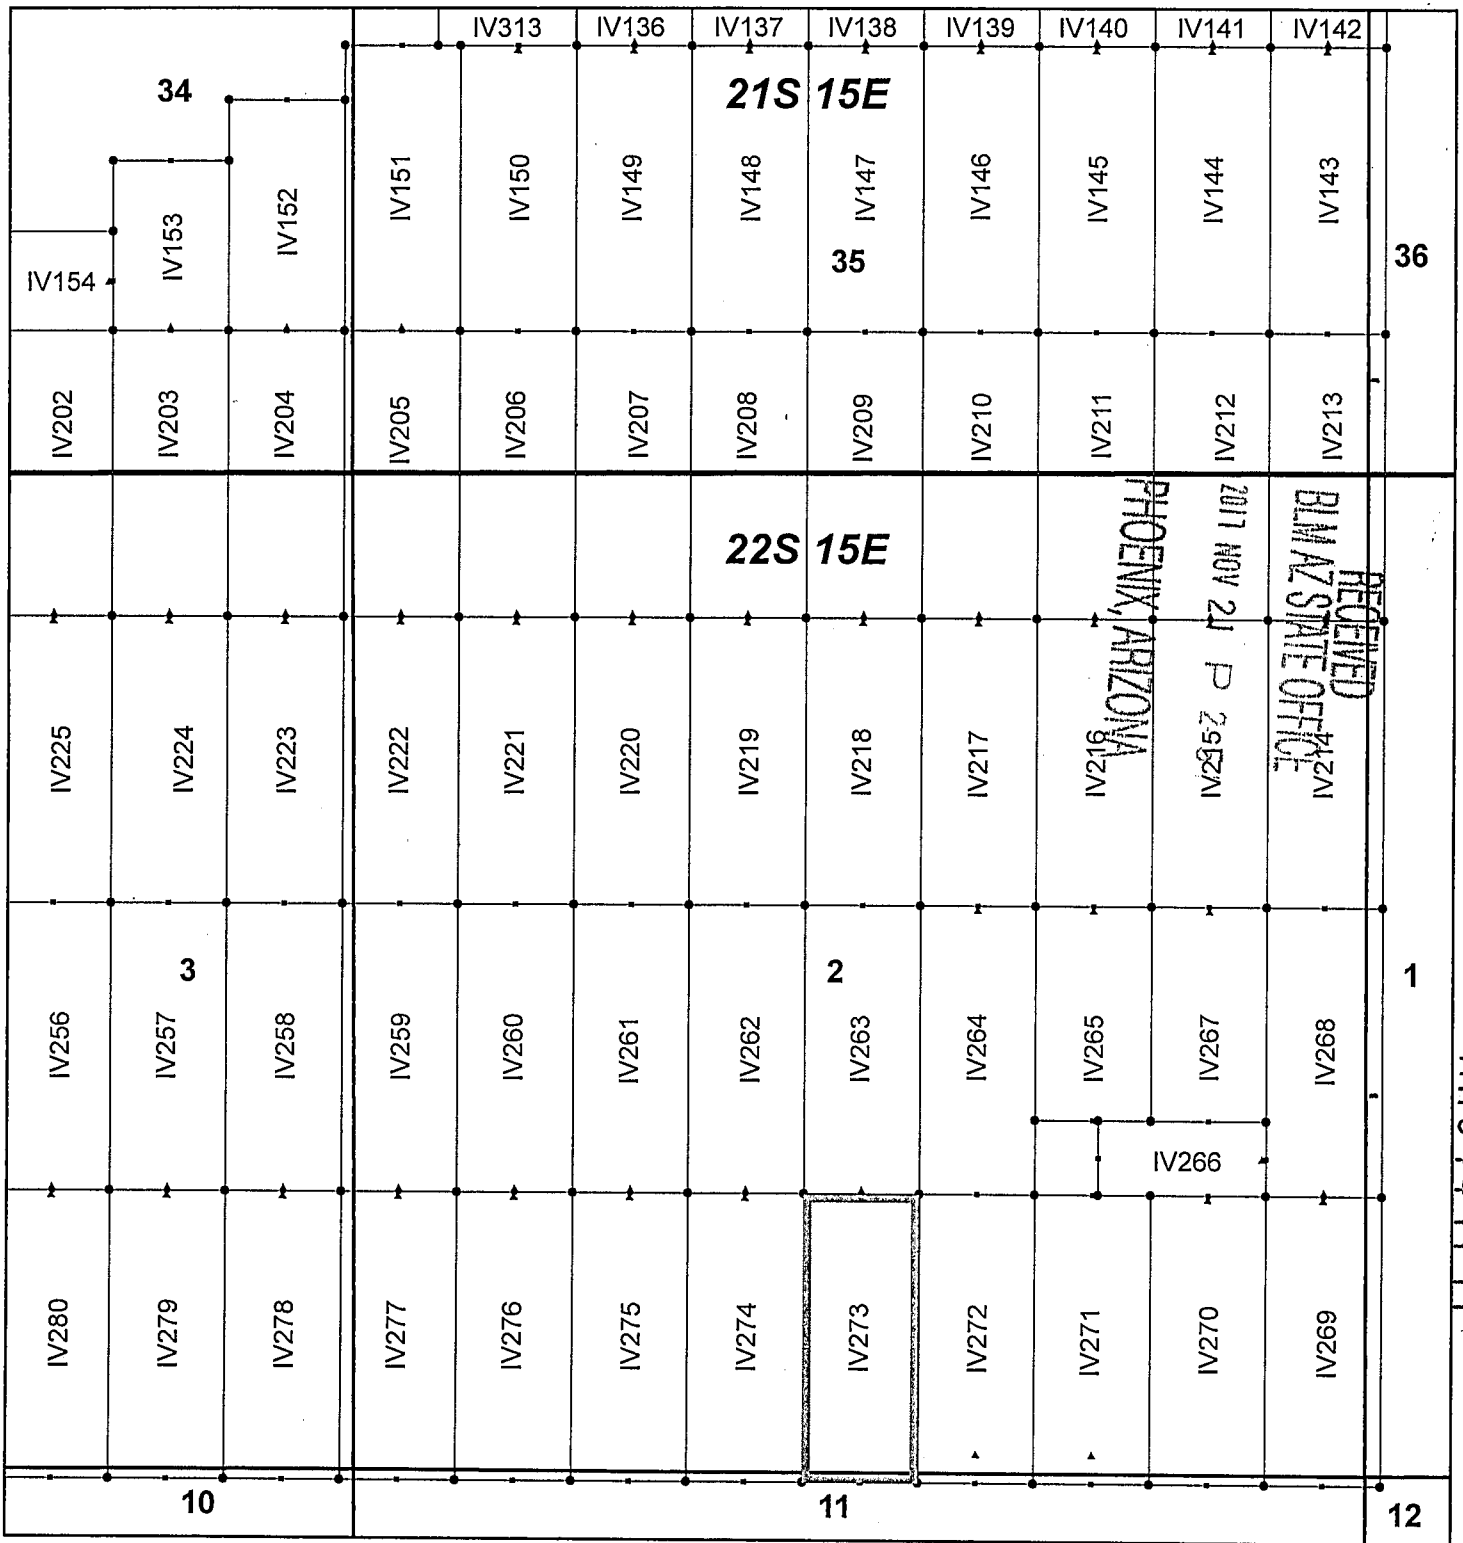 IV313 IV136 IV137 IV138 IV139 IV140 IV141 IV142
34
21S 15E
IV154 IV153 IV152 IV151 IV150 IV149 IV148 IV147 IV146 IV145 IV144 IV143
35
36
IV202 IV203 IV204 IV205 IV206 IV207 IV208 IV209 IV210 IV211 IV212 IV213
22S 15E
RECEIVED
BLM AZ STATE OFFICE
NOV
PHOENIX, ARIZONA
IV225 IV224 IV223 IV222 IV221 IV220 IV219 IV218 IV217 IV216 IV215 IV214
3
2
1
IV256 IV257 IV258 IV259 IV260 IV261 IV262 IV263 IV264 IV265 IV267 IV268
IV266
IV280 IV279 IV278 IV277 IV276 IV275 IV274 IV273 IV272 IV271 IV270 IV269
10
11
12